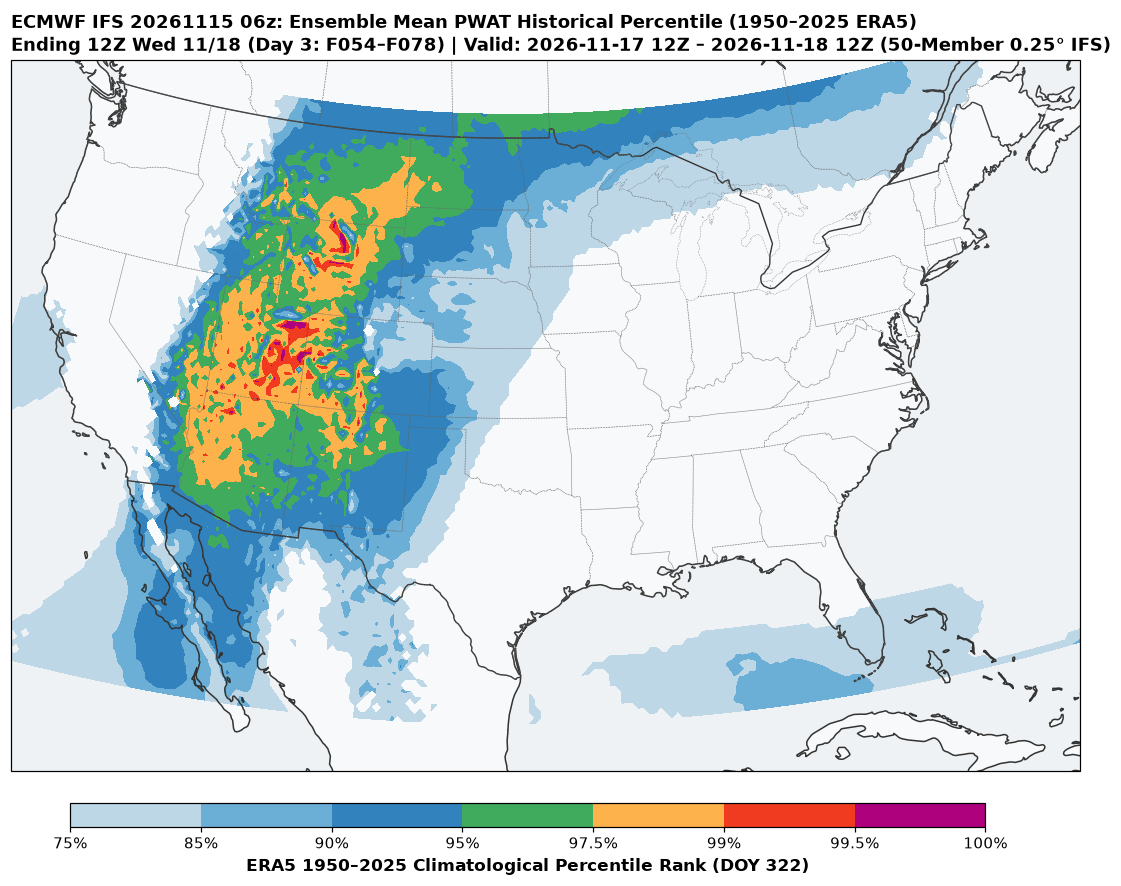 ECMWF IFS 20261115 06z: Ensemble Mean PWAT Historical Percentile (1950–2025 ERA5)
Ending 12Z Wed 11/18 (Day 3: F054–F078) | Valid: 2026-11-17 12Z – 2026-11-18 12Z (50-Member 0.25° IFS)
75% 85% 90% 95% 97.5% 99% 99.5% 100%
ERA5 1950–2025 Climatological Percentile Rank (DOY 322)